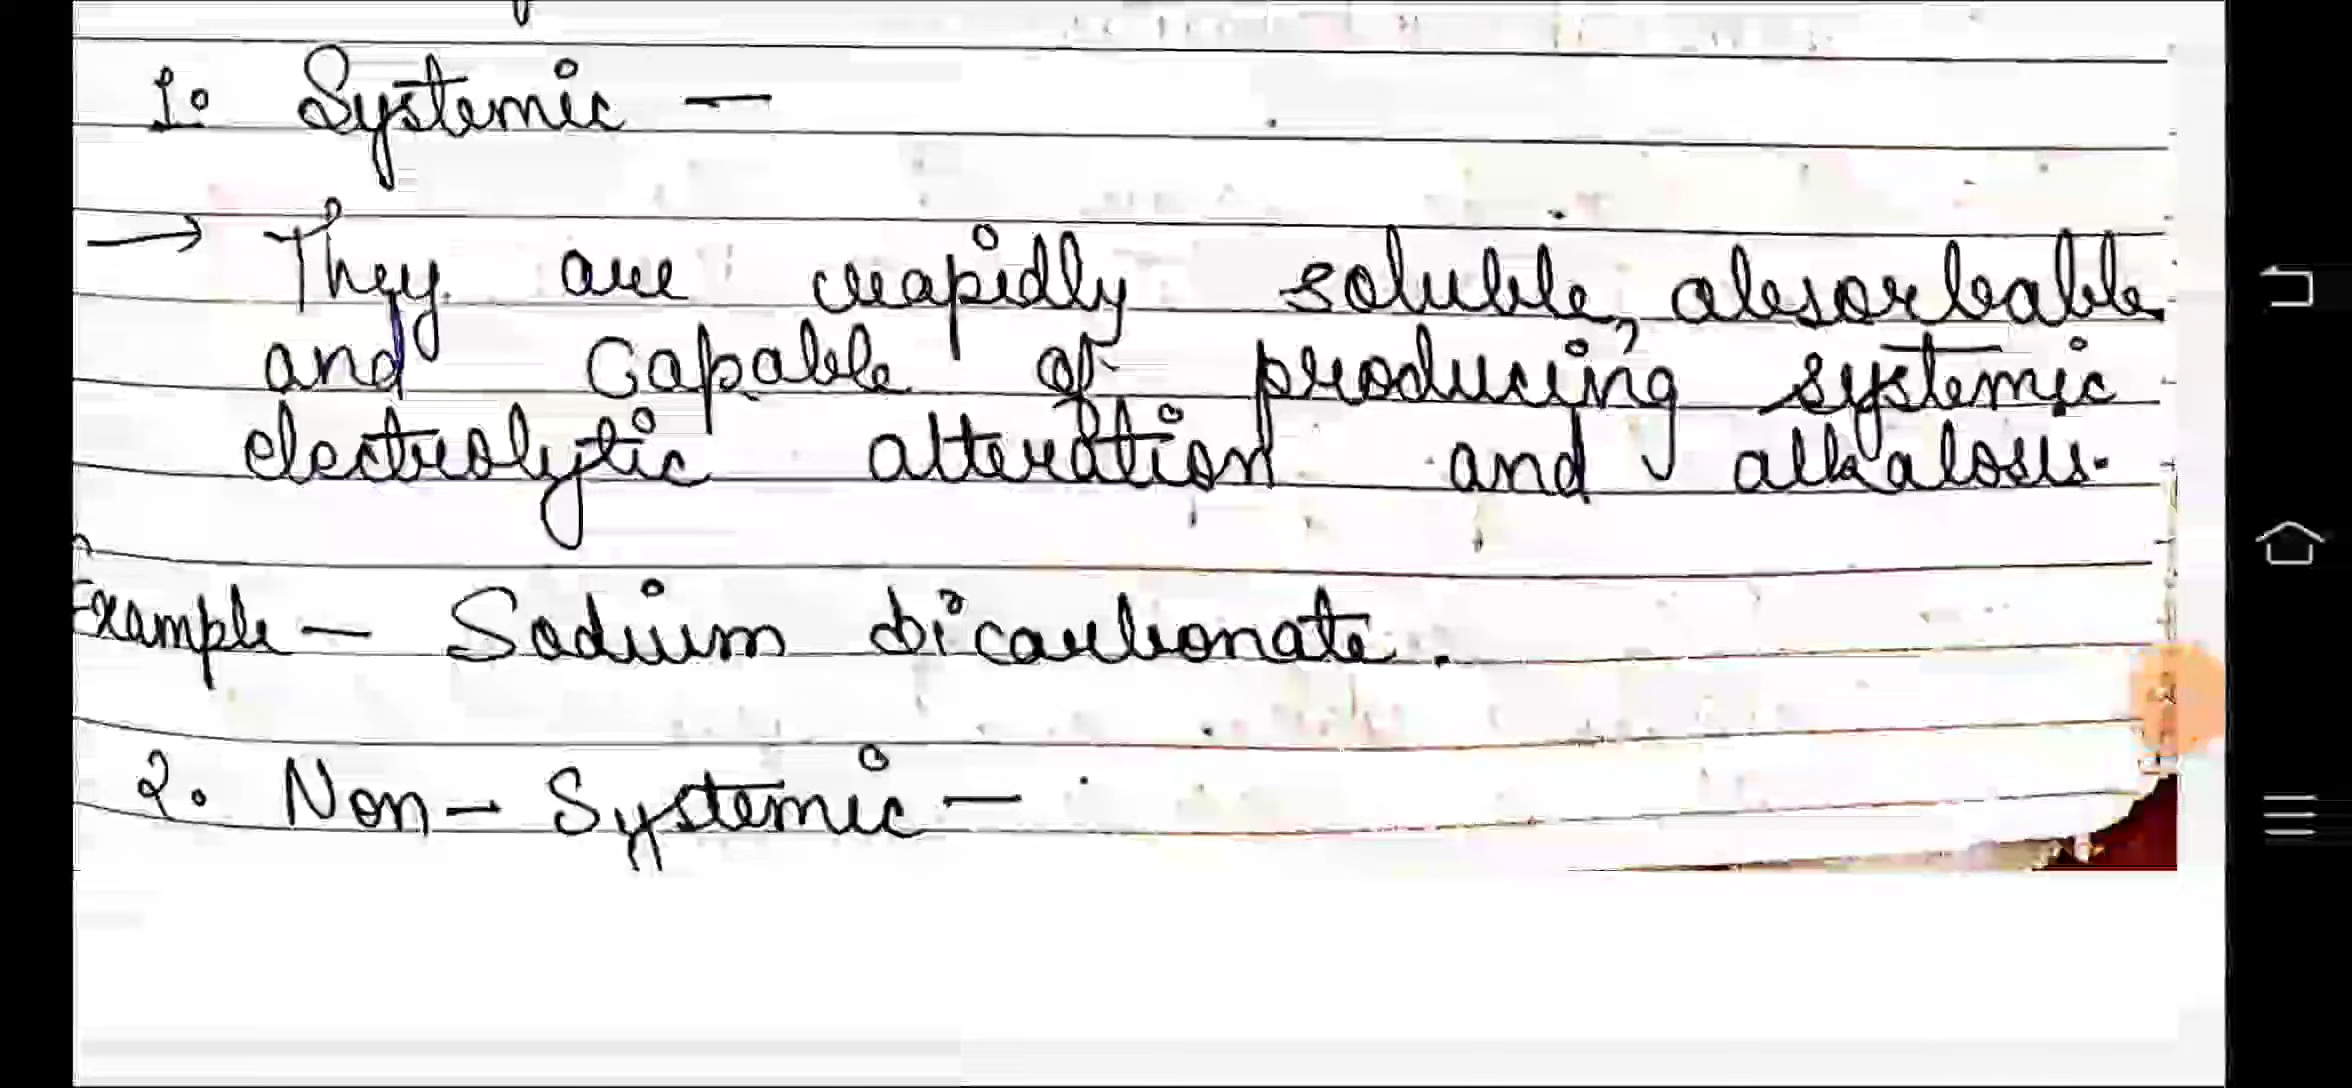 1. Systemic -
→ They are rapidly soluble, absorbable
and capable of producing systemic
electrolytic alteration and alkalosis.
Example - Sodium bicarbonate.
2. Non - Systemic -